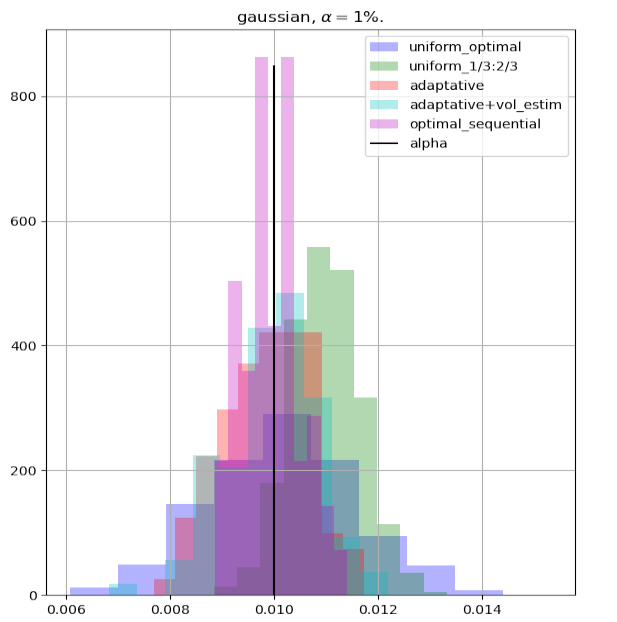 gaussian, α = 1%.
uniform_optimal
uniform_1/3:2/3
adaptative
adaptative+vol_estim
optimal_sequential
alpha
800
600
400
200
0
0.006 0.008 0.010 0.012 0.014